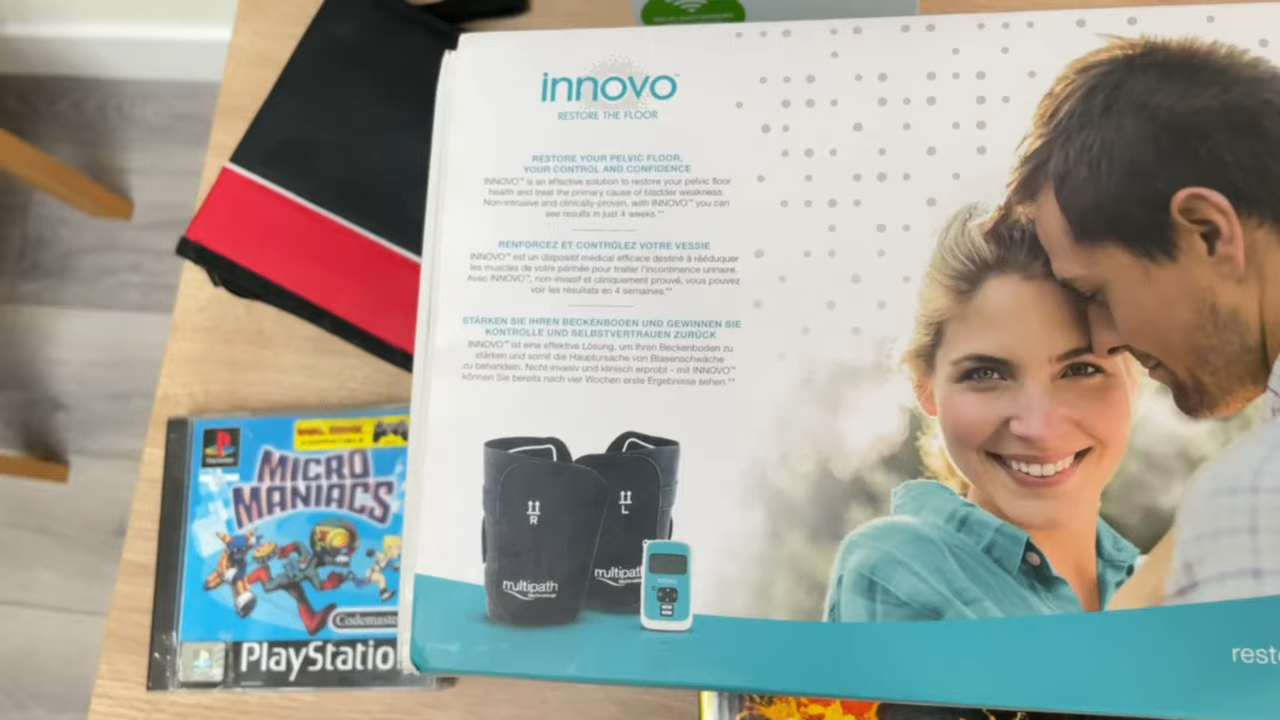 innovo™
RESTORE THE FLOOR
RESTORE YOUR PELVIC FLOOR,
YOUR CONTROL AND CONFIDENCE
INNOVO™ is an effective solution to restore your pelvic floor
health and treat the primary cause of bladder weakness.
Non-intrusive and clinically-proven, with INNOVO™ you can
see results in just 4 weeks.**
RENFORCEZ ET CONTRÔLEZ VOTRE VESSIE
INNOVO™ est un dispositif médical efficace destiné à rééduquer
les muscles de votre périnée pour traiter l'incontinence urinaire.
Avec INNOVO™, non-invasif et cliniquement prouvé, vous pouvez
voir les résultats en 4 semaines.**
STÄRKEN SIE IHREN BECKENBODEN UND GEWINNEN SIE
KONTROLLE UND SELBSTVERTRAUEN ZURÜCK
INNOVO™ ist eine effektive Lösung, um Ihren Beckenboden zu
stärken und somit die Hauptursache von Blasenschwäche
zu behandeln. Nicht-invasiv und klinisch erprobt - mit INNOVO™
können Sie bereits nach vier Wochen erste Ergebnisse sehen.**
R
L
multipath
technology
multipath
resto
MICRO
MANIACS
Codemaste
PlayStatio